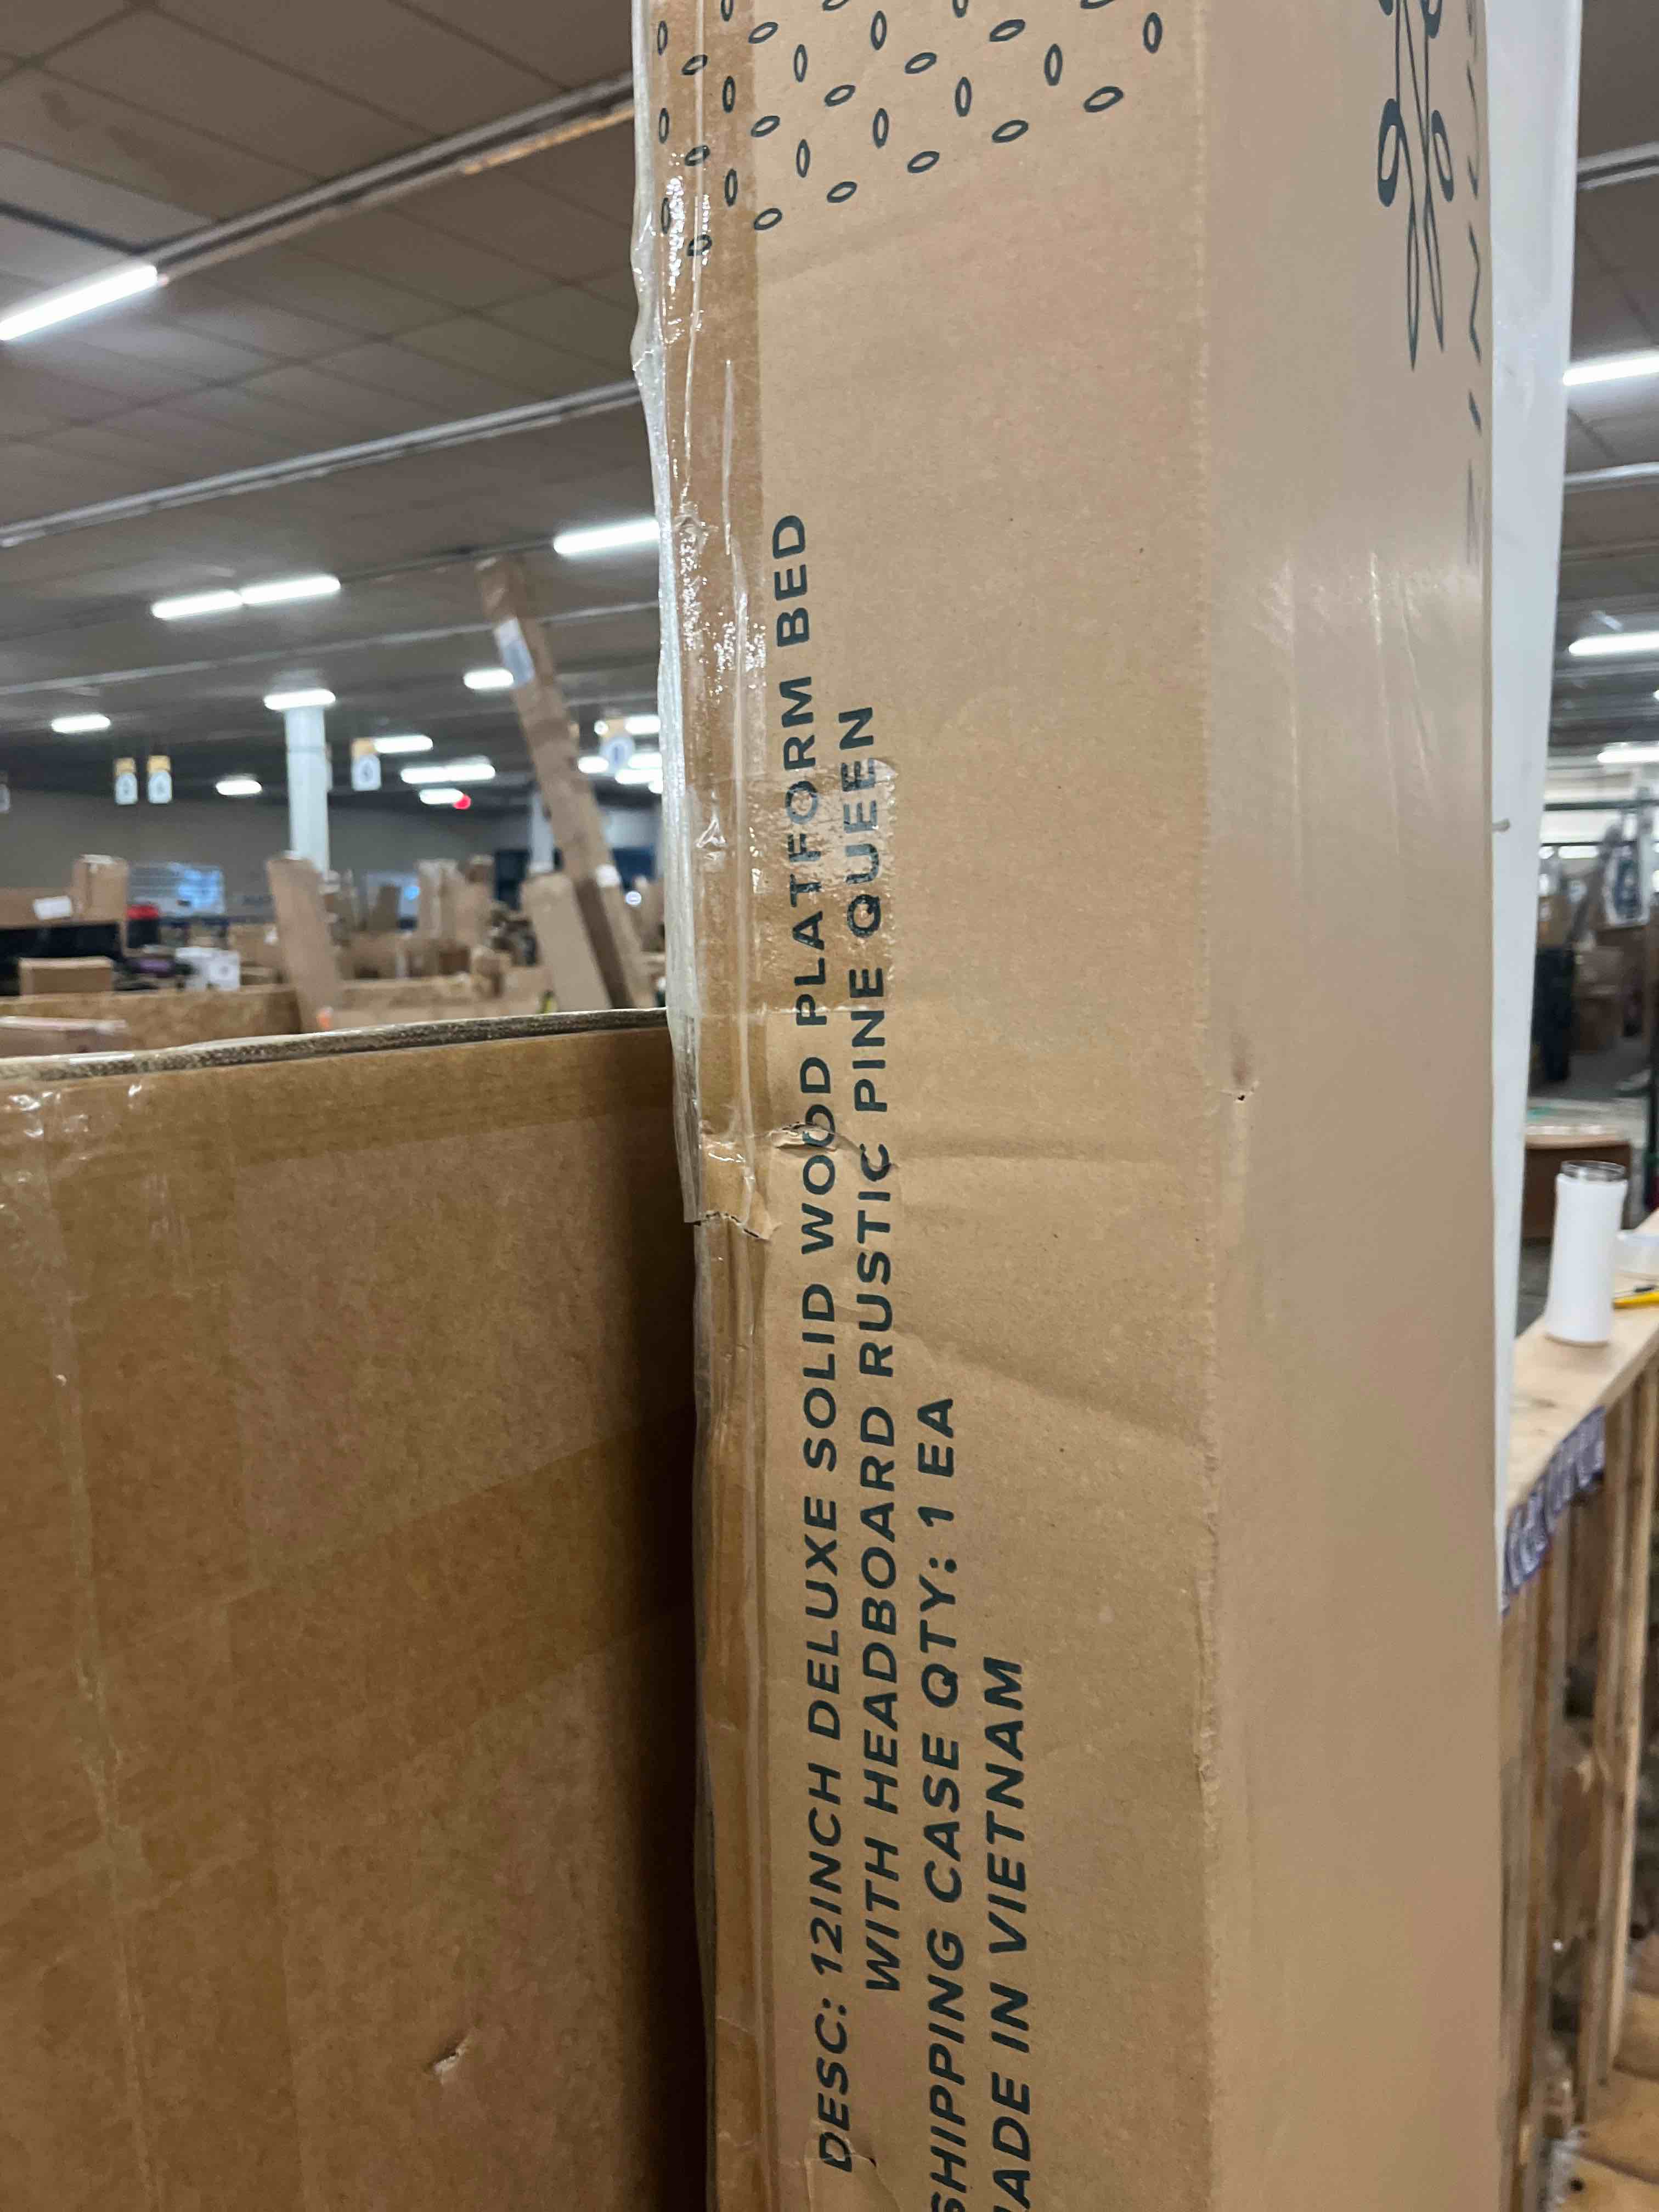 DESC: 12INCH DELUXE SOLID WOOD PLATFORM BED
WITH HEADBOARD RUSTIC PINE QUEEN
SHIPPING CASE QTY: 1 EA
ADE IN VIETNAM
ZINUS